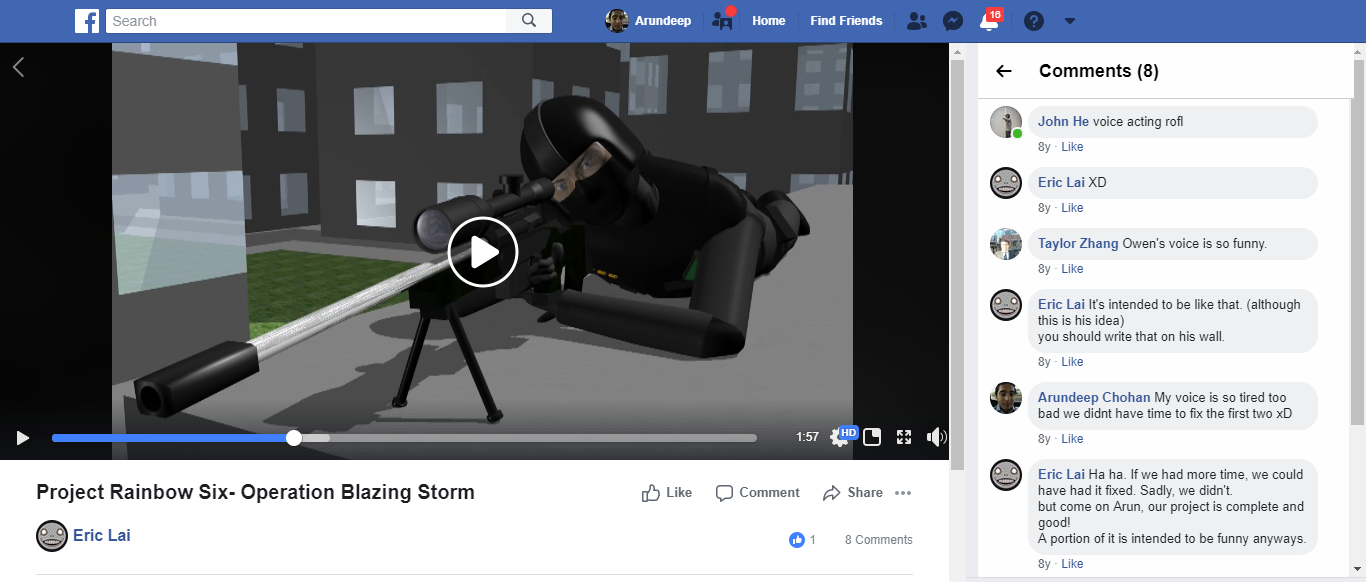 f Search Arundeep Home Find Friends 16
Comments (8)
John He voice acting rofl
8y · Like
Eric Lai XD
8y · Like
Taylor Zhang Owen's voice is so funny.
8y · Like
Eric Lai It's intended to be like that. (although
this is his idea)
you should write that on his wall.
8y · Like
Arundeep Chohan My voice is so tired too
bad we didnt have time to fix the first two xD
8y · Like
Eric Lai Ha ha. If we had more time, we could
have had it fixed. Sadly, we didn't.
but come on Arun, our project is complete and
good!
A portion of it is intended to be funny anyways.
8y · Like
1:57 HD
Project Rainbow Six- Operation Blazing Storm
Like Comment Share
Eric Lai
1 8 Comments